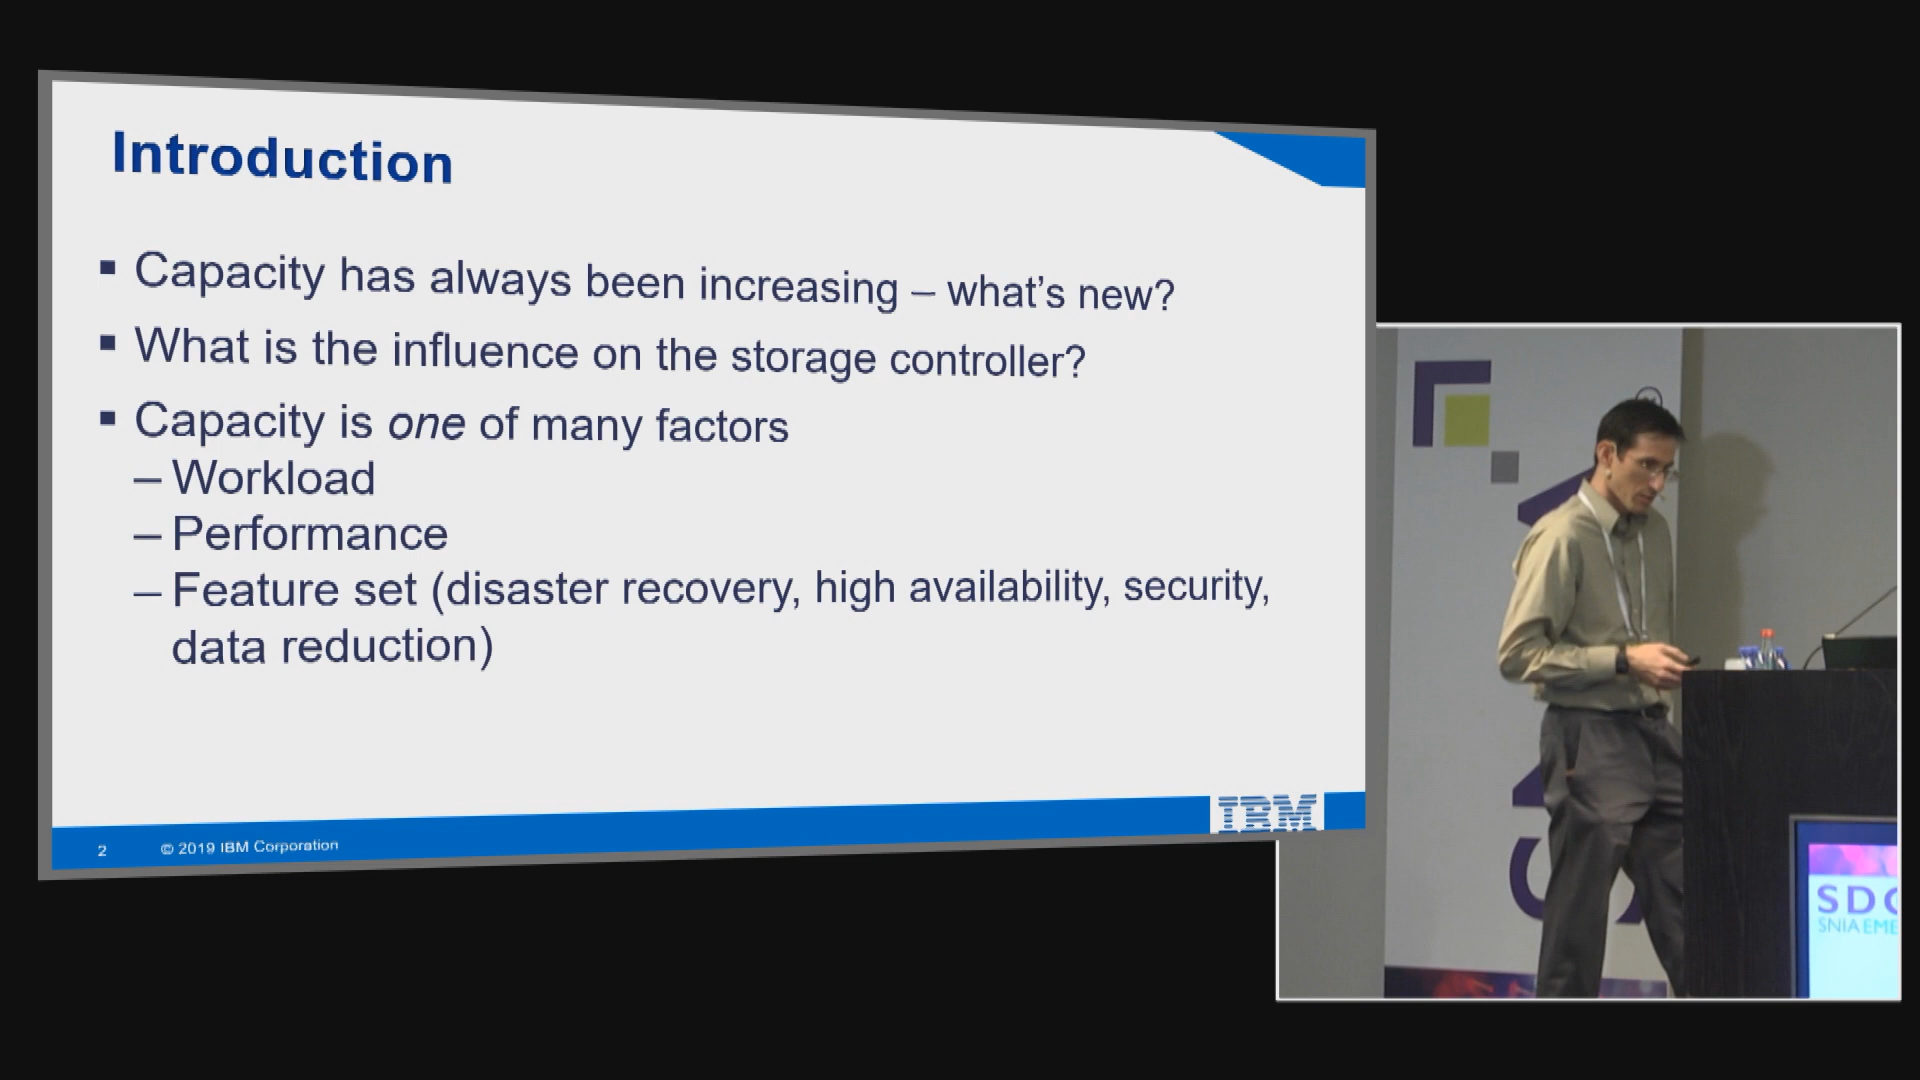 Introduction
▪ Capacity has always been increasing – what's new?
▪ What is the influence on the storage controller?
▪ Capacity is one of many factors
– Workload
– Performance
– Feature set (disaster recovery, high availability, security,
data reduction)
2 © 2019 IBM Corporation
IBM
SDC
SNIA EME